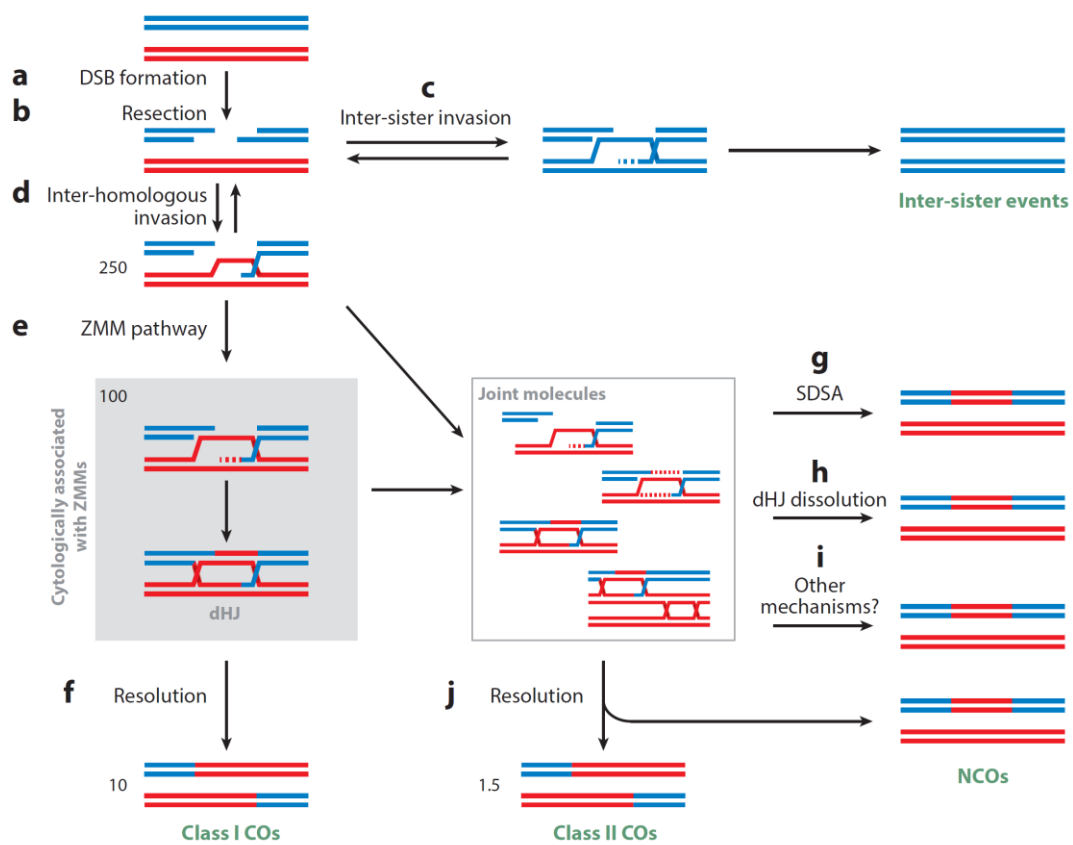 a
DSB formation
b
Resection
c
Inter-sister invasion
Inter-sister events
d
Inter-homologous
invasion
250
e
ZMM pathway
Cytologically associated
with ZMMs
100
dHJ
Joint molecules
g
SDSA
h
dHJ dissolution
i
Other
mechanisms?
f
Resolution
j
Resolution
NCOs
10
Class I COs
1.5
Class II COs